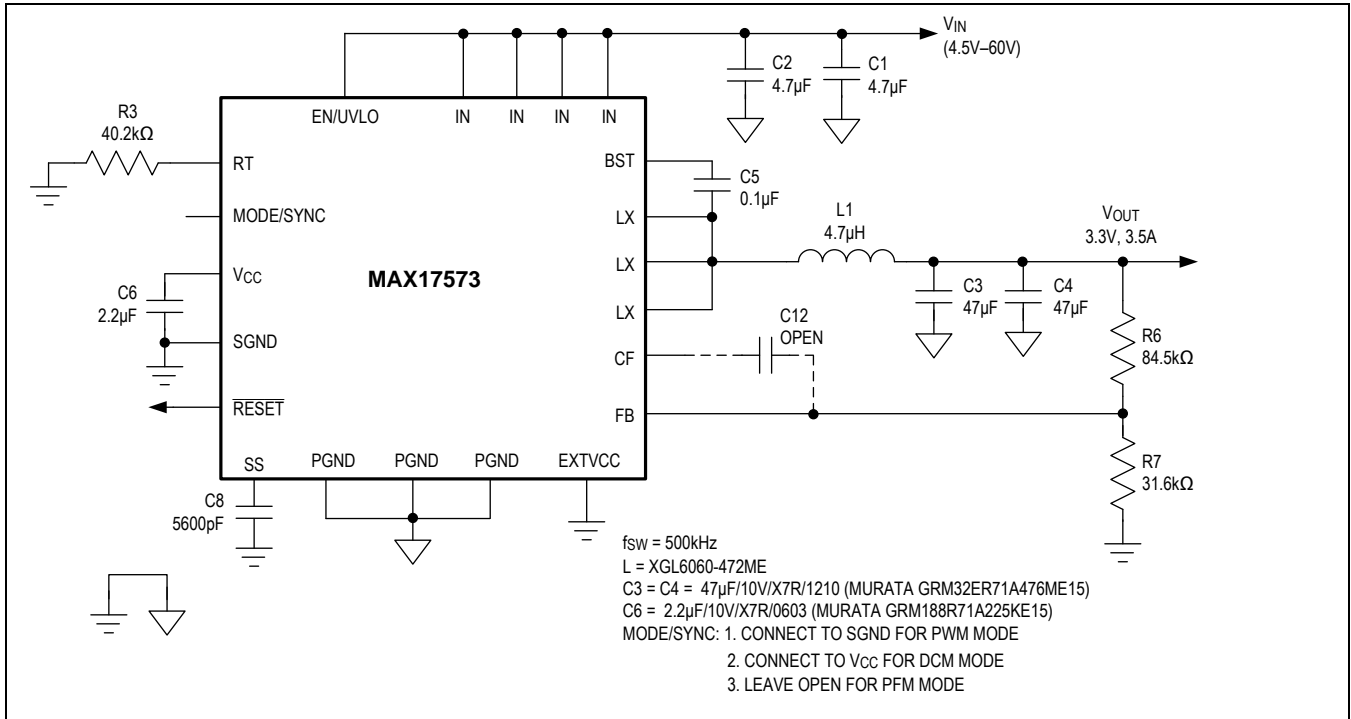 VIN
(4.5V–60V)
C2
4.7µF
C1
4.7µF
R3
40.2kΩ
EN/UVLO
IN
IN
IN
IN
RT
BST
C5
0.1µF
MODE/SYNC
LX
L1
4.7µH
VOUT
3.3V, 3.5A
VCC
MAX17573
LX
C6
2.2µF
LX
C3
47µF
C4
47µF
C12
OPEN
SGND
CF
R6
84.5kΩ
RESET
FB
SS
PGND
PGND
PGND
EXTVCC
R7
31.6kΩ
C8
5600pF
fSW = 500kHz
L = XGL6060-472ME
C3 = C4 = 47µF/10V/X7R/1210 (MURATA GRM32ER71A476ME15)
C6 = 2.2µF/10V/X7R/0603 (MURATA GRM188R71A225KE15)
MODE/SYNC: 1. CONNECT TO SGND FOR PWM MODE
2. CONNECT TO VCC FOR DCM MODE
3. LEAVE OPEN FOR PFM MODE